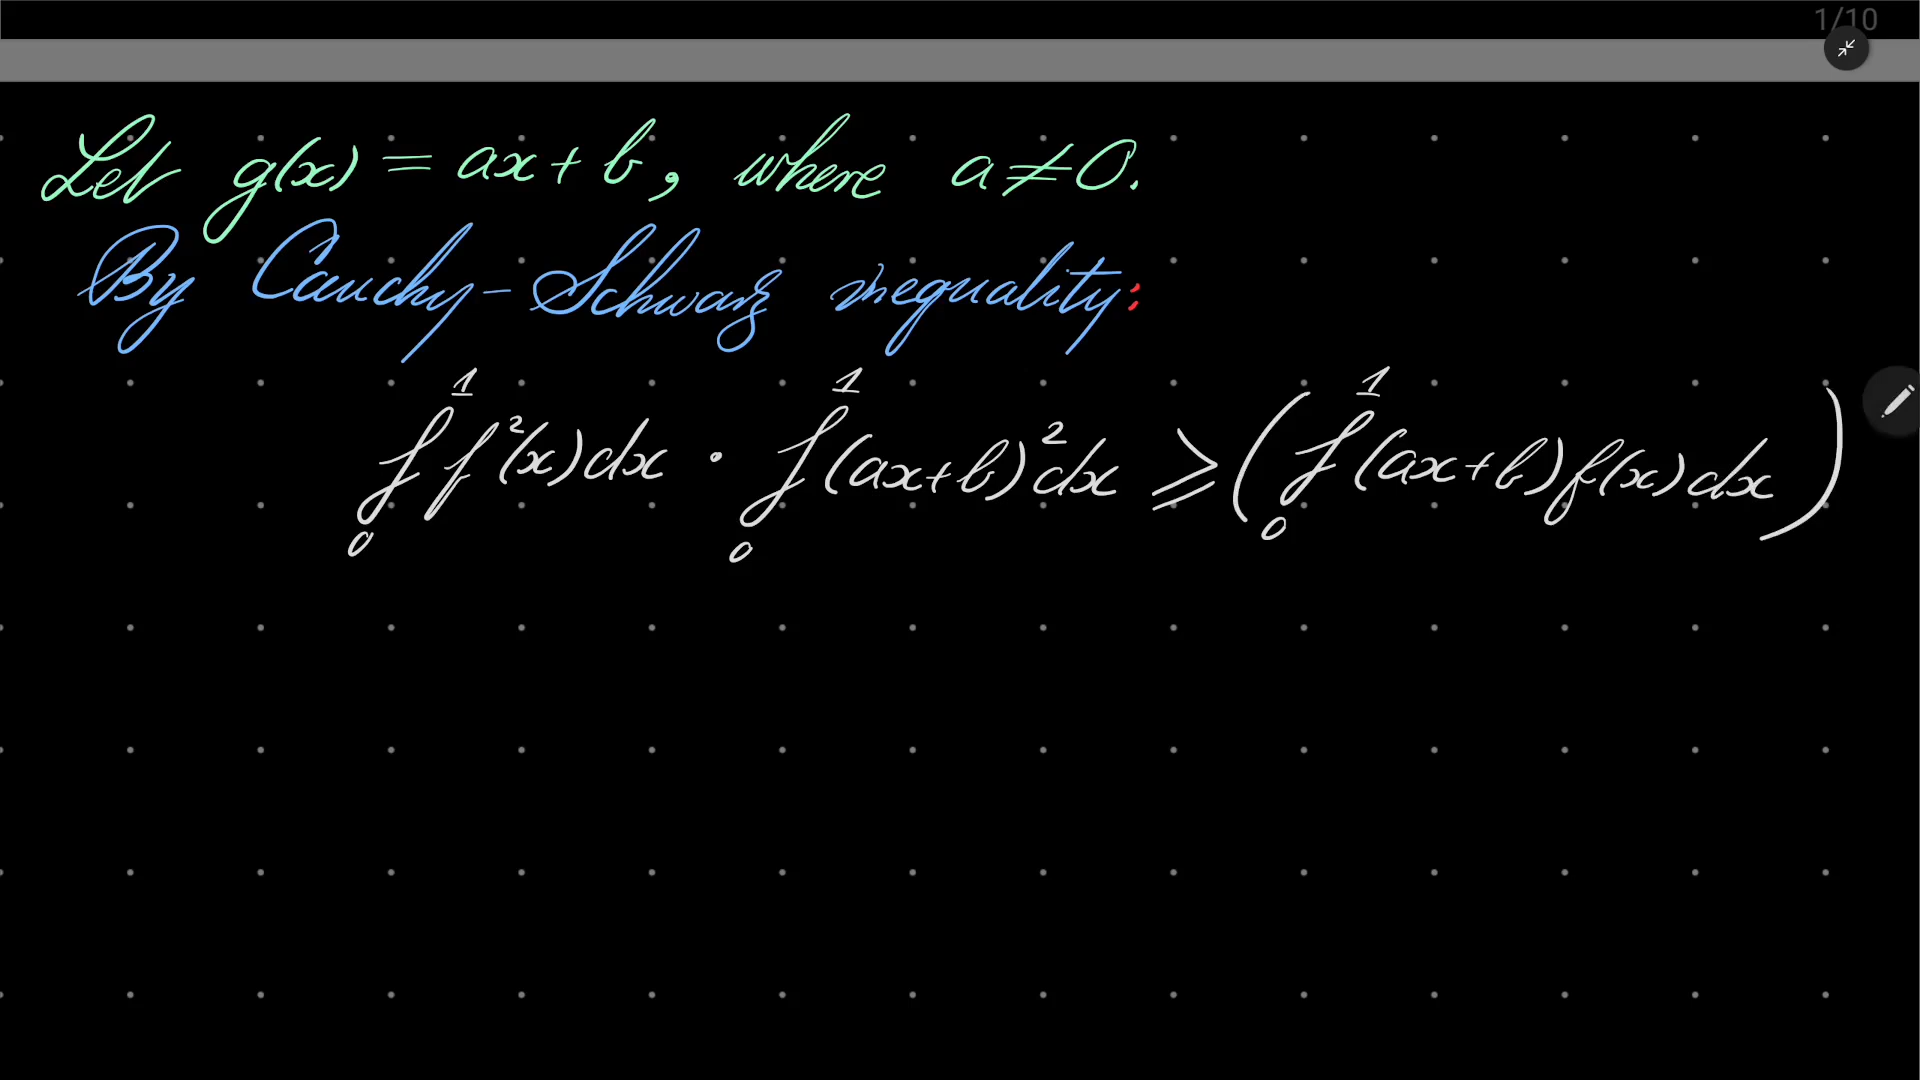 1/10
Let g(x) = ax + b, where a ≠ 0.
By Cauchy-Schwarz inequality:
∫₀¹ f²(x)dx · ∫₀¹ (ax+b)²dx ⩾ (∫₀¹ (ax+b)f(x)dx)